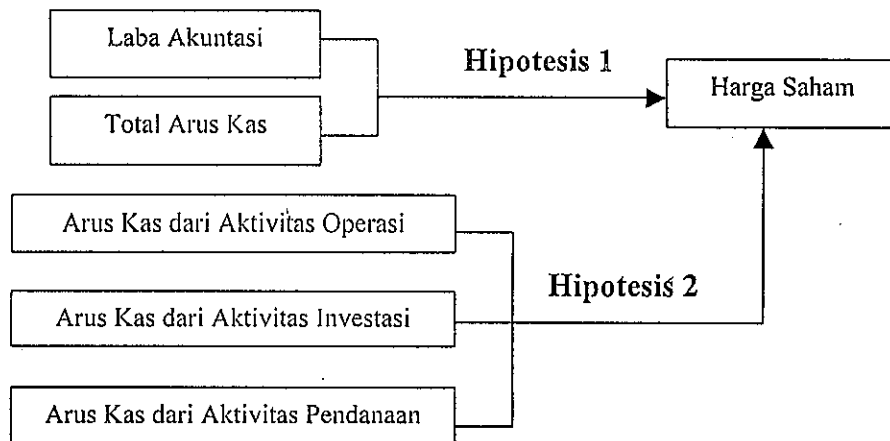 Laba Akuntasi
Hipotesis 1
Harga Saham
Total Arus Kas
Arus Kas dari Aktivitas Operasi
Hipotesis 2
Arus Kas dari Aktivitas Investasi
Arus Kas dari Aktivitas Pendanaan